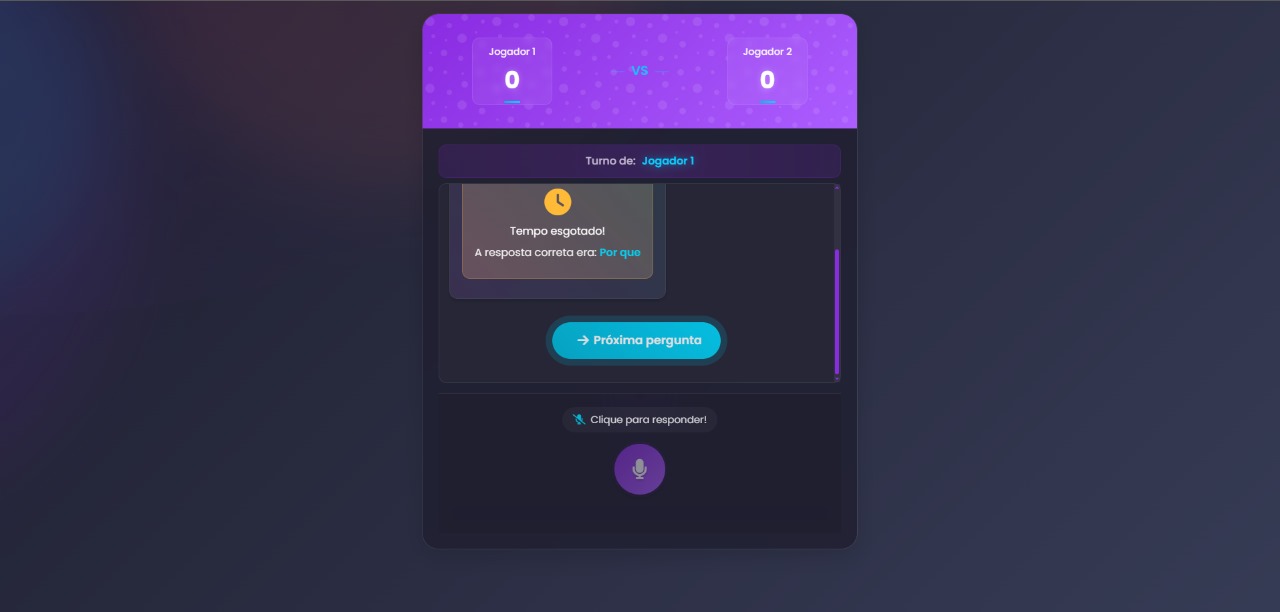 Jogador 1
0
VS
Jogador 2
0
Turno de: Jogador 1
Tempo esgotado!
A resposta correta era: Por que
Próxima pergunta
Clique para responder!